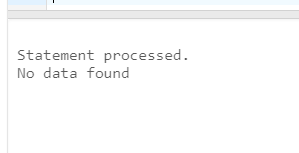 Statement processed.
No data found